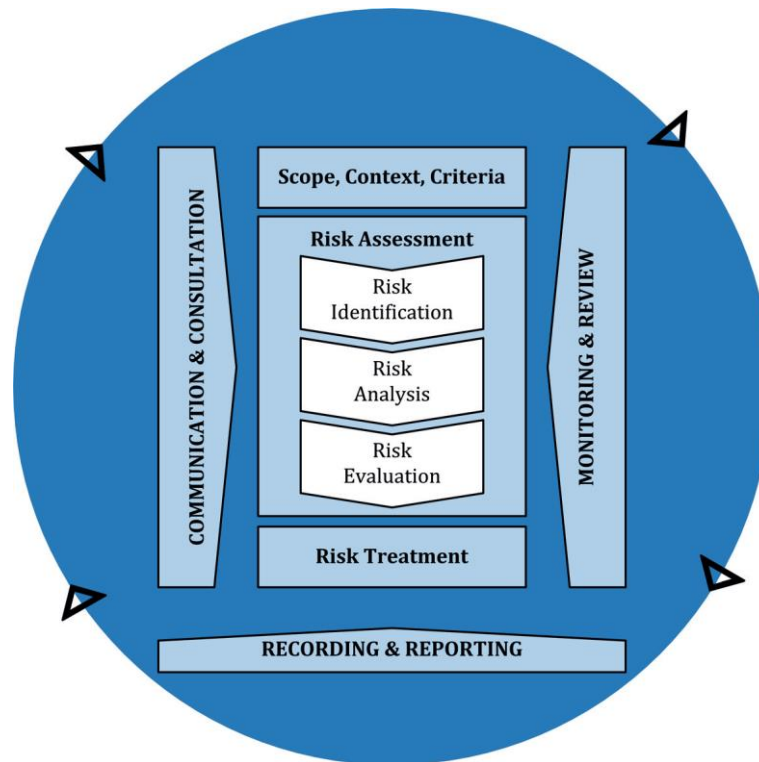 Scope, Context, Criteria
Risk Assessment
Risk
Identification
Risk
Analysis
Risk
Evaluation
Risk Treatment
COMMUNICATION & CONSULTATION
MONITORING & REVIEW
RECORDING & REPORTING